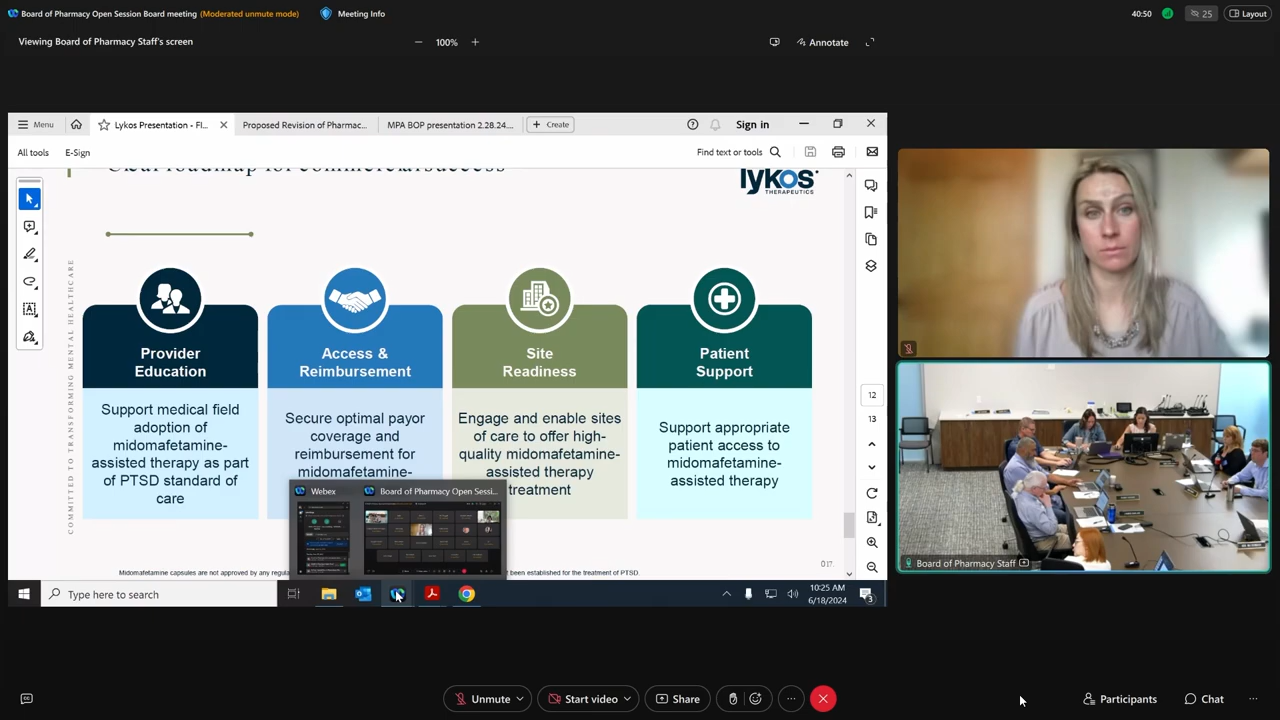 Board of Pharmacy Open Session Board meeting (Moderated unmute mode)
Meeting Info
40:50
25
Layout
Viewing Board of Pharmacy Staff's screen
100%
Annotate
Menu
Lykos Presentation - FI...
Proposed Revision of Pharmac...
MPA BOP presentation 2.28.24....
Create
Sign in
All tools
E-Sign
Find text or tools
Clear roadmap for commercial success
lykos
THERAPEUTICS
COMMITTED TO TRANSFORMING MENTAL HEALTHCARE
Provider
Education
Support medical field
adoption of
midomafetamine-
assisted therapy as part
of PTSD standard of
care
Access &
Reimbursement
Secure optimal payor
coverage and
reimbursement for
midomafetamine-
Site
Readiness
Engage and enable sites
of care to offer high-
quality midomafetamine-
assisted therapy
treatment
Patient
Support
Support appropriate
patient access to
midomafetamine-
assisted therapy
12
13
Webex
Board of Pharmacy Open Sessi...
Midomafetamine capsules are not approved by any regula
t been established for the treatment of PTSD.
017
Type here to search
10:25 AM
6/18/2024
3
Board of Pharmacy Staff
Unmute
Start video
Share
Participants
Chat